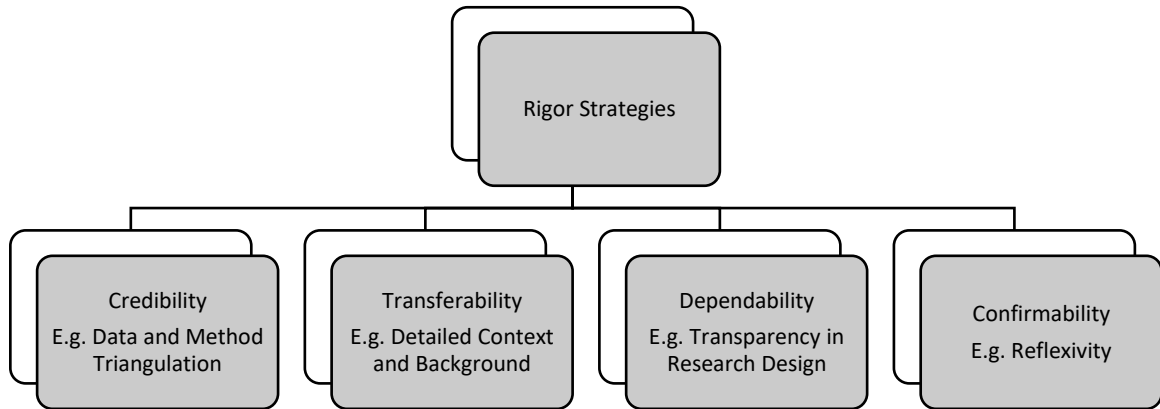 Rigor Strategies
Credibility
E.g. Data and Method
Triangulation
Transferability
E.g. Detailed Context
and Background
Dependability
E.g. Transparency in
Research Design
Confirmability
E.g. Reflexivity